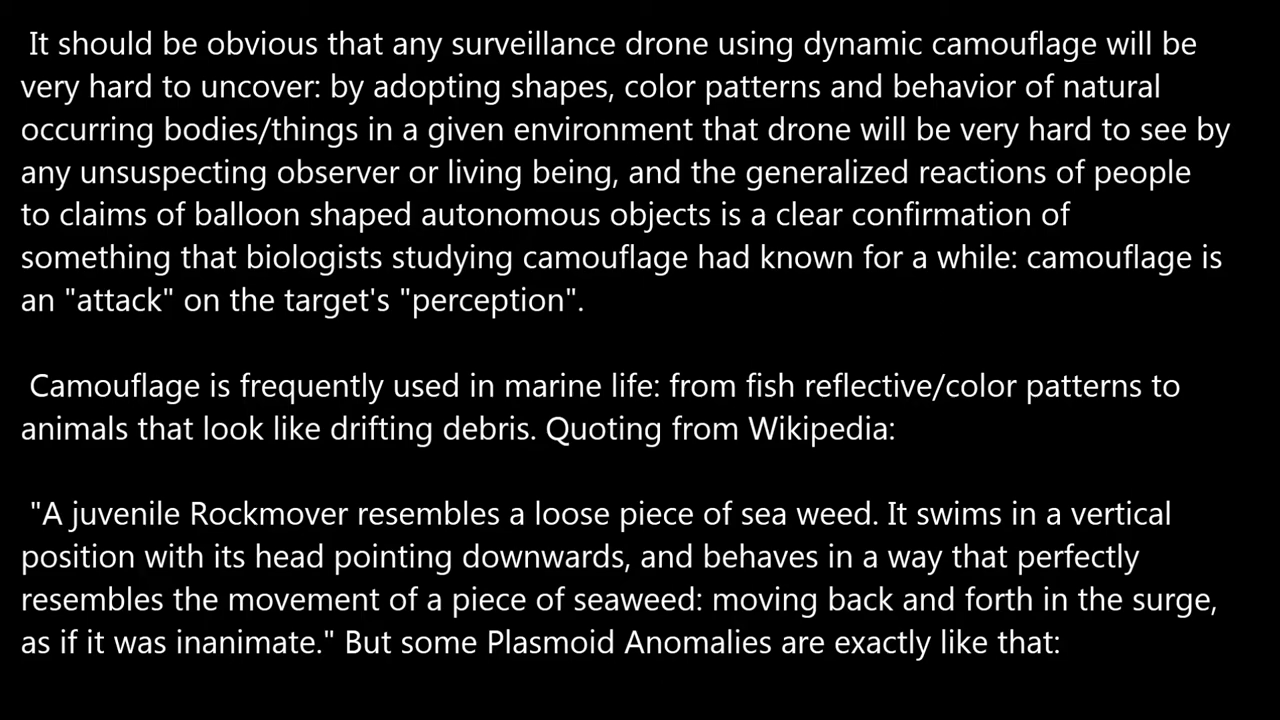 It should be obvious that any surveillance drone using dynamic camouflage will be
very hard to uncover: by adopting shapes, color patterns and behavior of natural
occurring bodies/things in a given environment that drone will be very hard to see by
any unsuspecting observer or living being, and the generalized reactions of people
to claims of balloon shaped autonomous objects is a clear confirmation of
something that biologists studying camouflage had known for a while: camouflage is
an "attack" on the target's "perception".
Camouflage is frequently used in marine life: from fish reflective/color patterns to
animals that look like drifting debris. Quoting from Wikipedia:
"A juvenile Rockmover resembles a loose piece of sea weed. It swims in a vertical
position with its head pointing downwards, and behaves in a way that perfectly
resembles the movement of a piece of seaweed: moving back and forth in the surge,
as if it was inanimate." But some Plasmoid Anomalies are exactly like that: